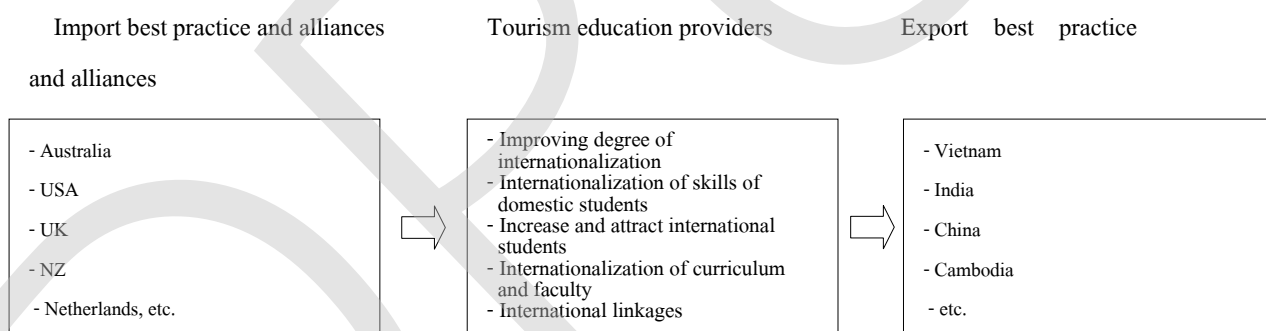 Import best practice and alliances Tourism education providers Export best practice
and alliances
- Australia
- USA
- UK
- NZ
- Netherlands, etc.
- Improving degree of
internationalization
- Internationalization of skills of
domestic students
- Increase and attract international
students
- Internationalization of curriculum
and faculty
- International linkages
- Vietnam
- India
- China
- Cambodia
- etc.